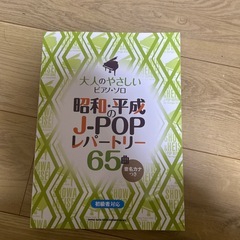 大人のやさしい
ピアノ・ソロ
昭和・平成
の
J-POP
レパートリー
65曲
音名カナ
つき
初級者対応